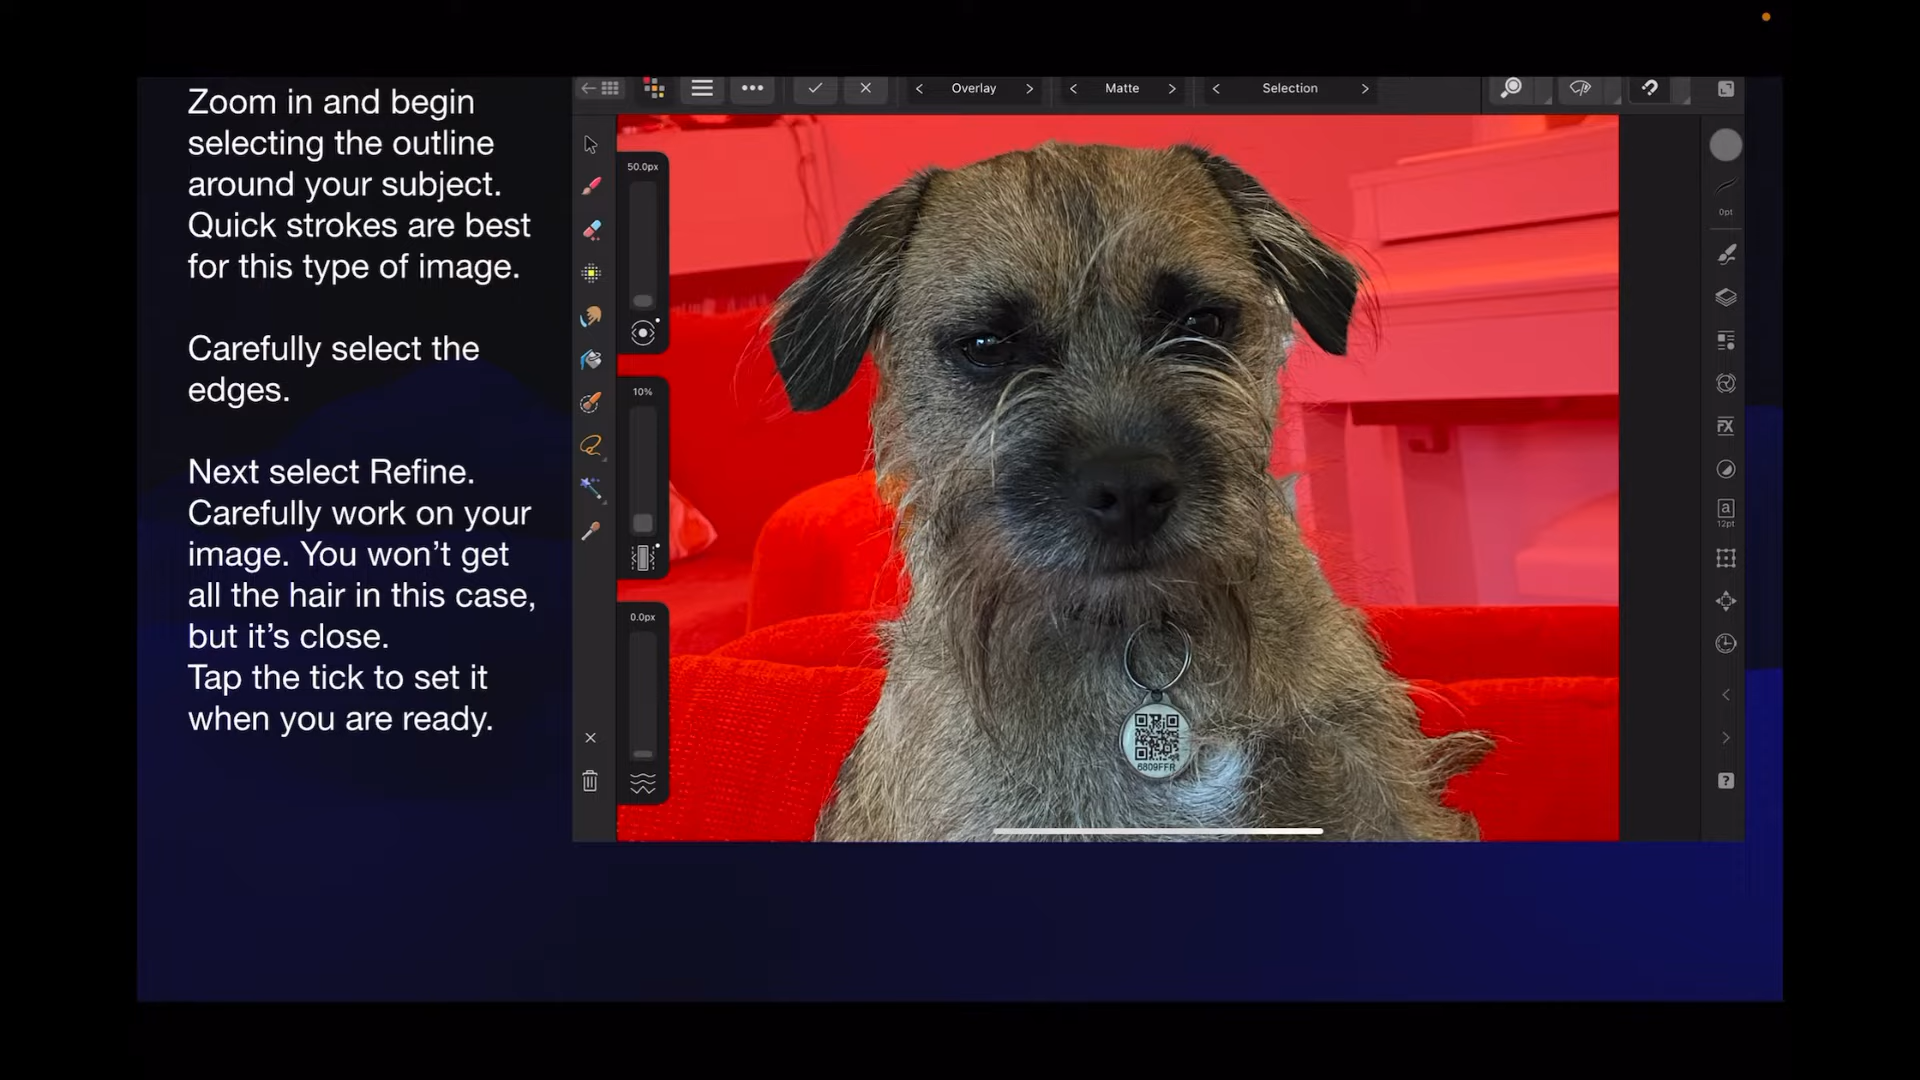 Zoom in and begin
selecting the outline
around your subject.
Quick strokes are best
for this type of image.
Carefully select the
edges.
Next select Refine.
Carefully work on your
image. You won’t get
all the hair in this case,
but it’s close.
Tap the tick to set it
when you are ready.
Overlay
Matte
Selection
50.0px
10%
0.0px
0pt
FX
a
12pt
?
6809FFR